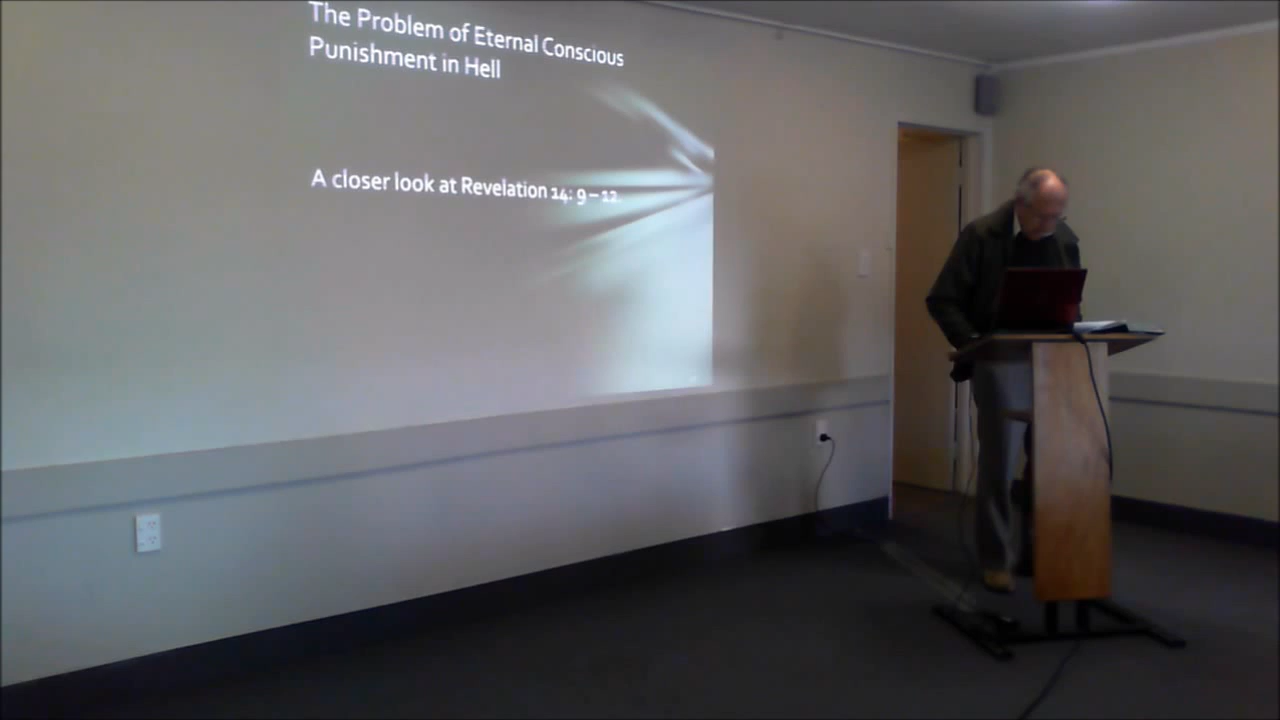 The Problem of Eternal Conscious
Punishment in Hell
A closer look at Revelation 14: 9 – 12.